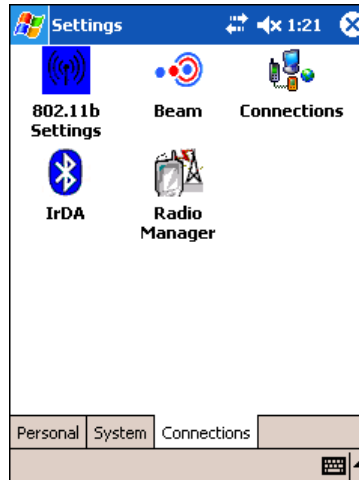 Settings 1:21
802.11b
Settings
Beam
Connections
IrDA
Radio
Manager
Personal System Connections